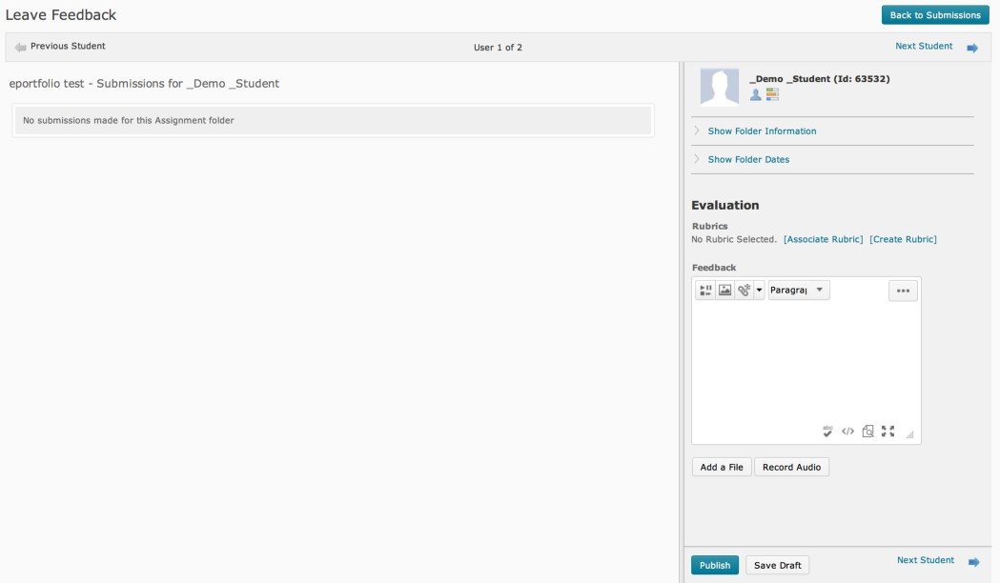 Leave Feedback
Back to Submissions
Previous Student
User 1 of 2
Next Student
eportfolio test - Submissions for _Demo _Student
No submissions made for this Assignment folder
_Demo _Student (Id: 63532)
Show Folder Information
Show Folder Dates
Evaluation
Rubrics
No Rubric Selected. [Associate Rubric] [Create Rubric]
Feedback
Paragra
abc
</>
Add a File
Record Audio
Publish
Save Draft
Next Student